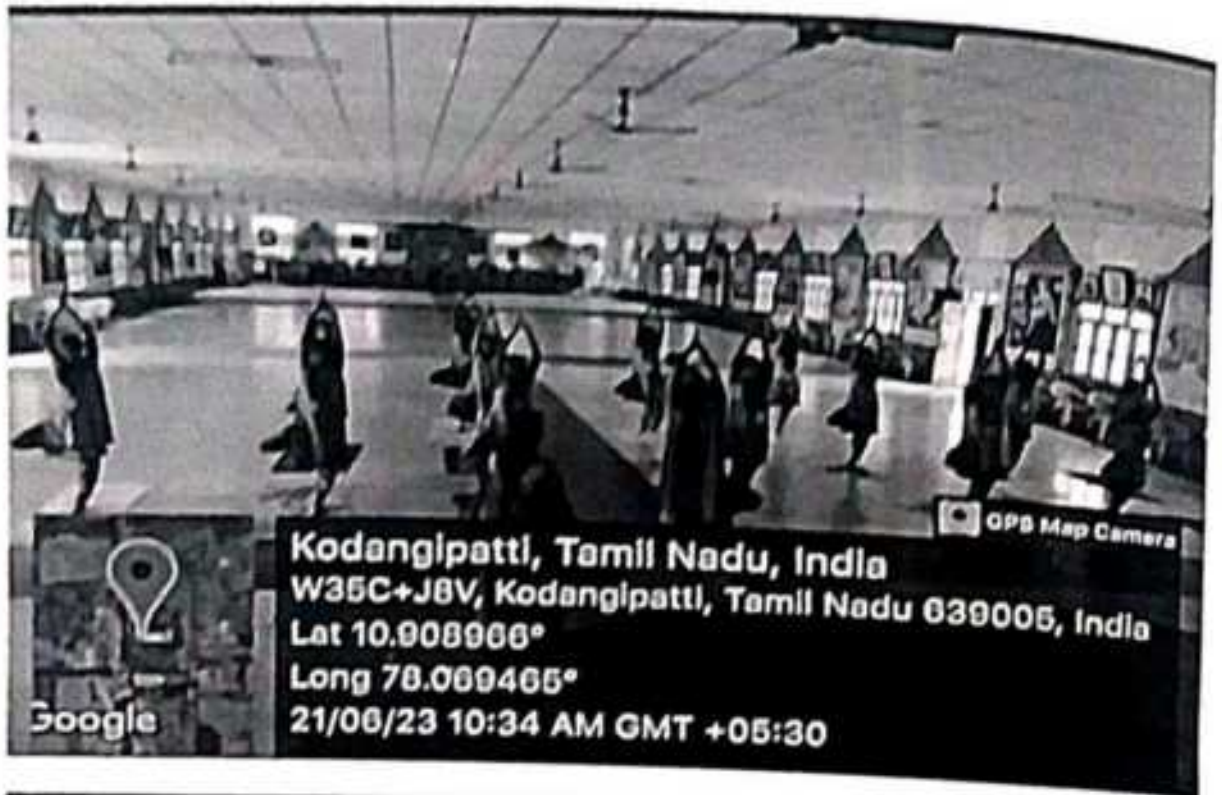 GPS Map Camera
Kodangipatti, Tamil Nadu, India
W35C+J8V, Kodangipatti, Tamil Nadu 639005, India
Lat 10.908966°
Long 78.069465°
21/06/23 10:34 AM GMT +05:30
Google